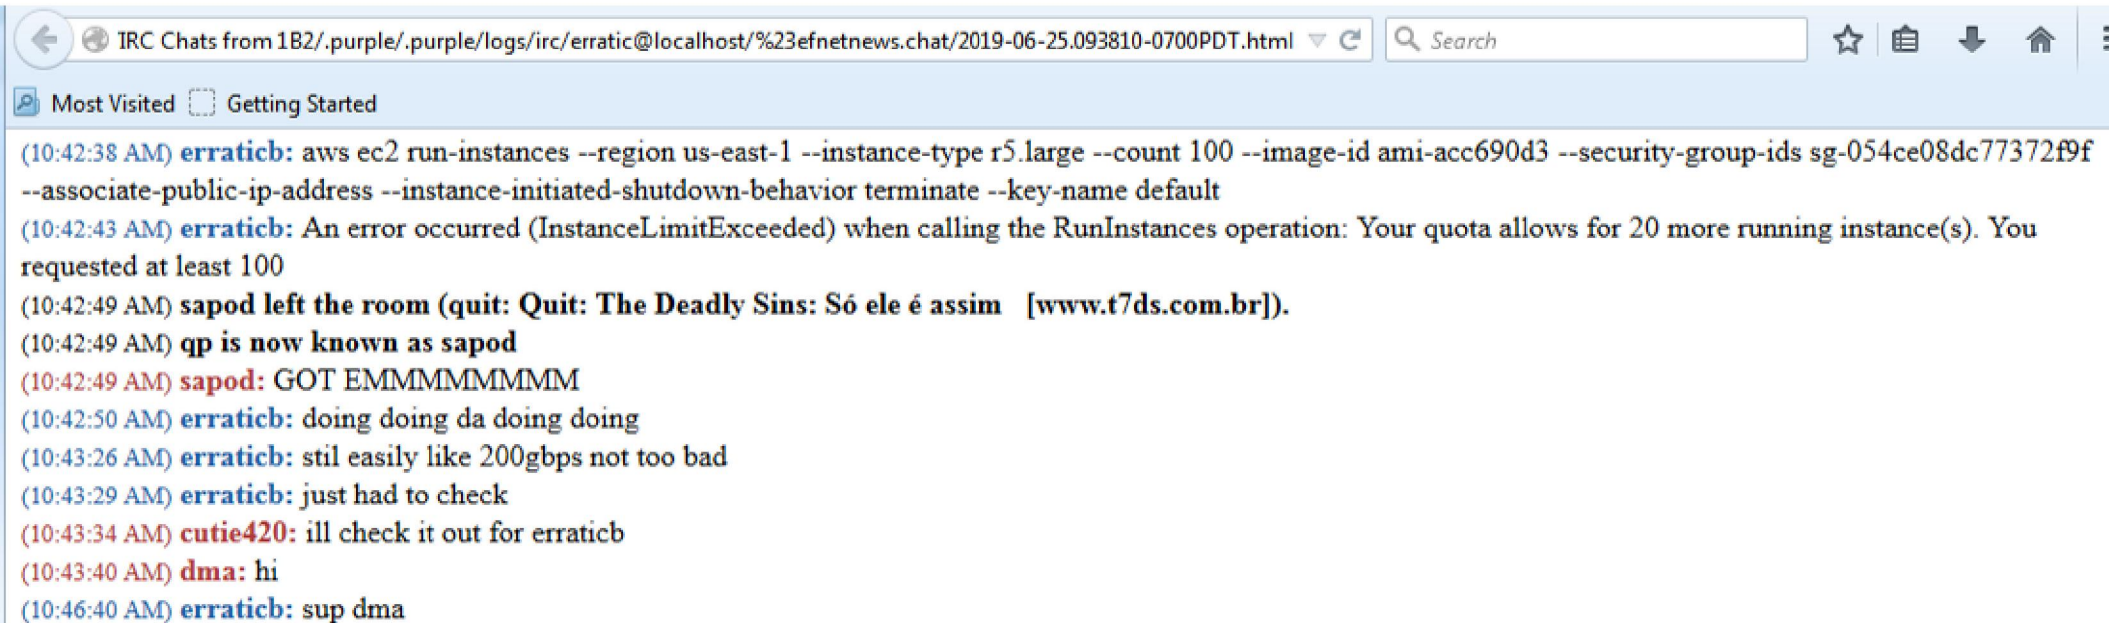 IRC Chats from 1B2/.purple/.purple/logs/irc/erratic@localhost/%23efnetnews.chat/2019-06-25.093810-0700PDT.html Search
Most Visited Getting Started
(10:42:38 AM) erraticb: aws ec2 run-instances --region us-east-1 --instance-type r5.large --count 100 --image-id ami-acc690d3 --security-group-ids sg-054ce08dc77372f9f
--associate-public-ip-address --instance-initiated-shutdown-behavior terminate --key-name default
(10:42:43 AM) erraticb: An error occurred (InstanceLimitExceeded) when calling the RunInstances operation: Your quota allows for 20 more running instance(s). You
requested at least 100
(10:42:49 AM) sapod left the room (quit: Quit: The Deadly Sins: Só ele é assim [www.t7ds.com.br]).
(10:42:49 AM) qp is now known as sapod
(10:42:49 AM) sapod: GOT EMMMMMMMM
(10:42:50 AM) erraticb: doing doing da doing doing
(10:43:26 AM) erraticb: stil easily like 200gbps not too bad
(10:43:29 AM) erraticb: just had to check
(10:43:34 AM) cutie420: ill check it out for erraticb
(10:43:40 AM) dma: hi
(10:46:40 AM) erraticb: sup dma